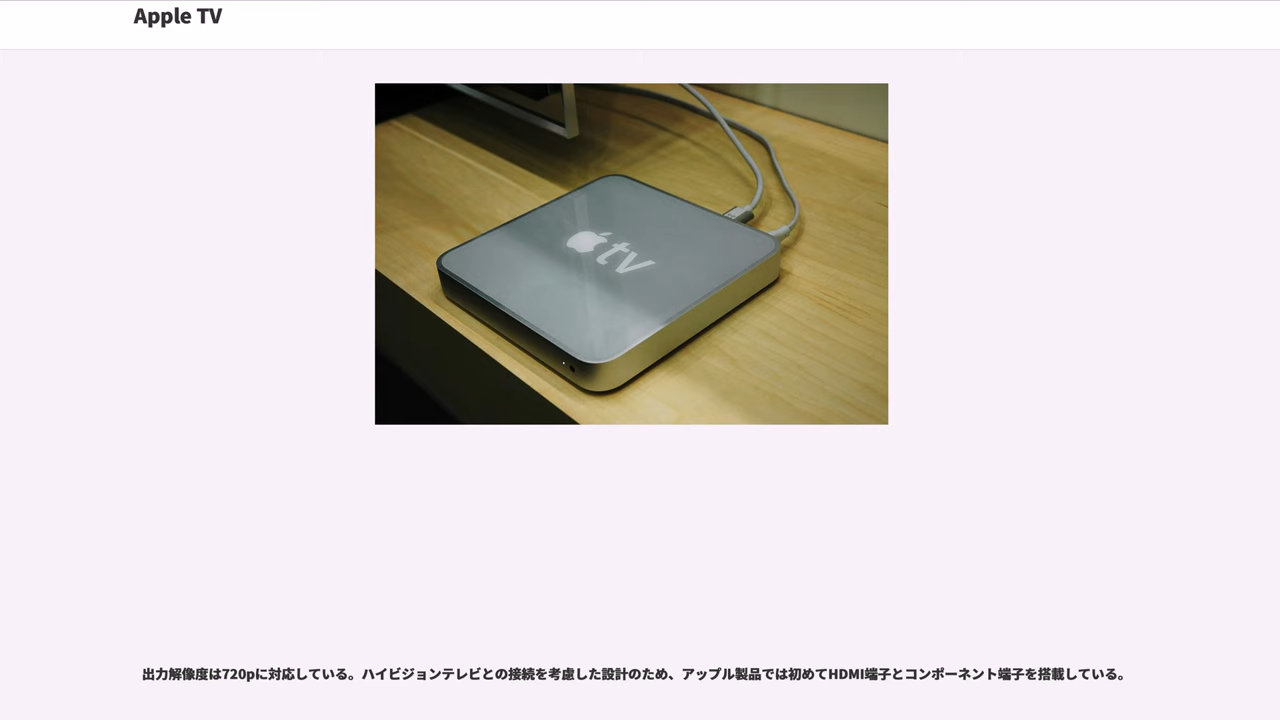 Apple TV
tv
出力解像度は720pに対応している。ハイビジョンテレビとの接続を考慮した設計のため、アップル製品では初めてHDMI端子とコンポーネント端子を搭載している。